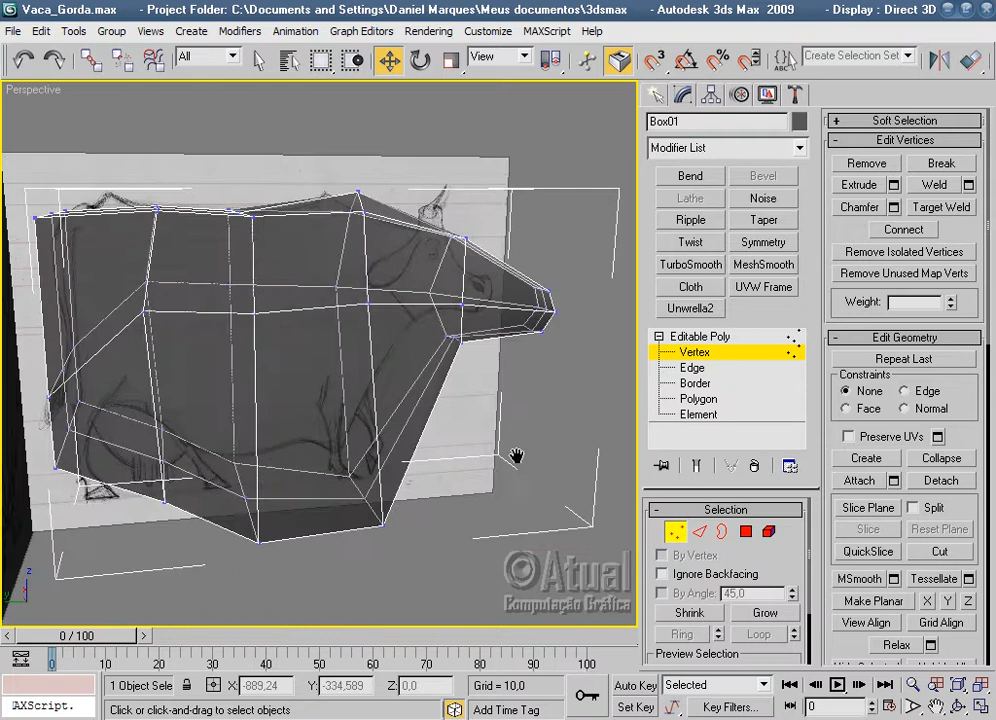 Vaca_Gorda.max - Project Folder: C:\Documents and Settings\Daniel Marques\Meus documentos\3dsmax - Autodesk 3ds Max 2009 - Display : Direct 3D
File Edit Tools Group Views Create Modifiers Animation Graph Editors Rendering Customize MAXScript Help
All View Create Selection Set
Perspective
Box01
Modifier List
Bend Bevel
Lathe Noise
Ripple Taper
Twist Symmetry
TurboSmooth MeshSmooth
Cloth UVW Frame
Unwrella2
Editable Poly
Vertex
Edge
Border
Polygon
Element
- Selection
By Vertex
Ignore Backfacing
By Angle: 45,0
Shrink Grow
Ring Loop
Preview Selection
+ Soft Selection
- Edit Vertices
Remove Break
Extrude Weld
Chamfer Target Weld
Connect
Remove Isolated Vertices
Remove Unused Map Verts
Weight:
- Edit Geometry
Repeat Last
Constraints
None Edge
Face Normal
Preserve UVs
Create Collapse
Attach Detach
Slice Plane Split
Slice Reset Plane
QuickSlice Cut
MSmooth Tessellate
Make Planar X Y Z
View Align Grid Align
Relax
z
y
©Atual
Computação Gráfica
< 0 / 100 >
0 10 20 30 40 50 60 70 80 90 100
1 Object Sele X: -889,24 Y: -334,589 Z: 0,0 Grid = 10,0 Auto Key Selected
AXScript. Click or click-and-drag to select objects Add Time Tag Set Key Key Filters... 0